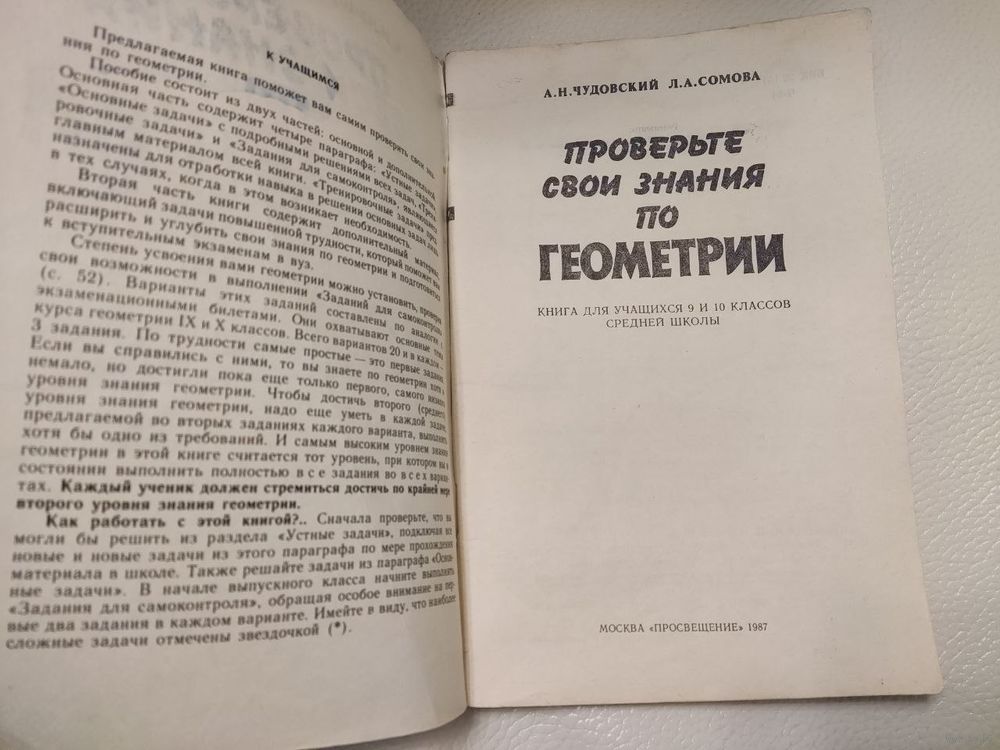 К УЧАЩИМСЯ
Предлагаемая книга поможет вам самим проверить свои зна-
ния по геометрии.
Пособие состоит из двух частей: основной и дополнительной.
Основная часть содержит четыре параграфа: «Устные задачи»,
«Основные задачи» с подробными решениями всех задач, «Трени-
ровочные задачи» и «Задания для самоконтроля», являющиеся
главным материалом всей книги. «Тренировочные задачи» пред-
назначены для отработки навыка в решении основных задач лишь
в тех случаях, когда в этом возникает необходимость.
Вторая часть книги содержит дополнительный материал,
включающий задачи повышенной трудности, который поможет вам
расширить и углубить свои знания по геометрии и подготовиться
к вступительным экзаменам в вуз.
Степень усвоения вами геометрии можно установить, проверив
свои возможности в выполнении «Заданий для самоконтроля»
(с. 52). Варианты этих заданий составлены по аналогии с
экзаменационными билетами. Они охватывают основные темы
курса геометрии IX и X классов. Всего вариантов 20 и в каждом —
3 задания. По трудности самые простые — это первые задания.
Если вы справились с ними, то вы знаете по геометрии хотя и
немало, но достигли пока еще только первого, самого низкого
уровня знания геометрии. Чтобы достичь второго (среднего)
уровня знания геометрии, надо еще уметь в каждой задаче,
предлагаемой во вторых заданиях каждого варианта, выполнять
хотя бы одно из требований. И самым высоким уровнем знания
геометрии в этой книге считается тот уровень, при котором вы в
состоянии выполнить полностью все задания во всех вариан-
тах. Каждый ученик должен стремиться достичь по крайней мере
второго уровня знания геометрии.
Как работать с этой книгой?.. Сначала проверьте, что вы
могли бы решить из раздела «Устные задачи», подключая все
новые и новые задачи из этого параграфа по мере прохождения
материала в школе. Также решайте задачи из параграфа «Основ-
ные задачи». В начале выпускного класса начните выполнять
«Задания для самоконтроля», обращая особое внимание на пер-
вые два задания в каждом варианте. Имейте в виду, что наиболее
сложные задачи отмечены звездочкой (*).
А.Н.ЧУДОВСКИЙ Л.А.СОМОВА
ПРОВЕРЬТЕ
СВОИ ЗНАНИЯ
ПО
ГЕОМЕТРИИ
КНИГА ДЛЯ УЧАЩИХСЯ 9 И 10 КЛАССОВ
СРЕДНЕЙ ШКОЛЫ
МОСКВА «ПРОСВЕЩЕНИЕ» 1987